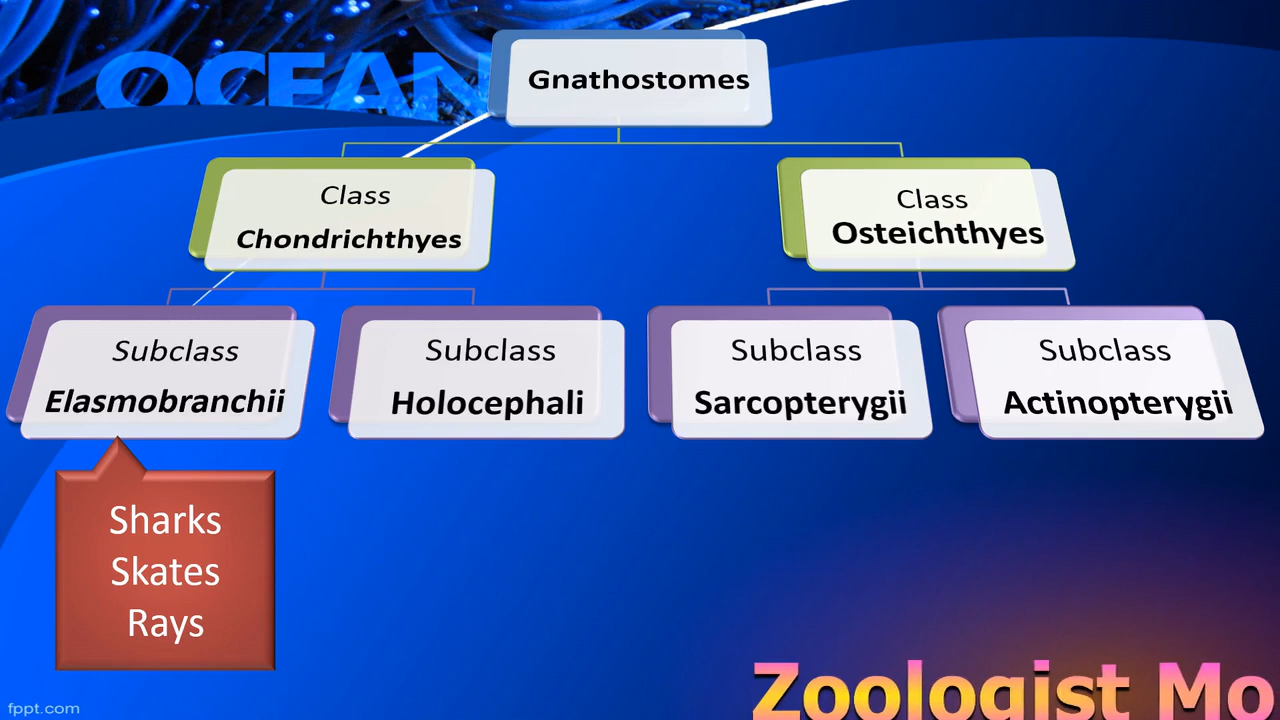 OCEAN
Gnathostomes
Class
Chondrichthyes
Class
Osteichthyes
Subclass
Elasmobranchii
Subclass
Holocephali
Subclass
Sarcopterygii
Subclass
Actinopterygii
Sharks
Skates
Rays
Zoologist Mo
fppt.com